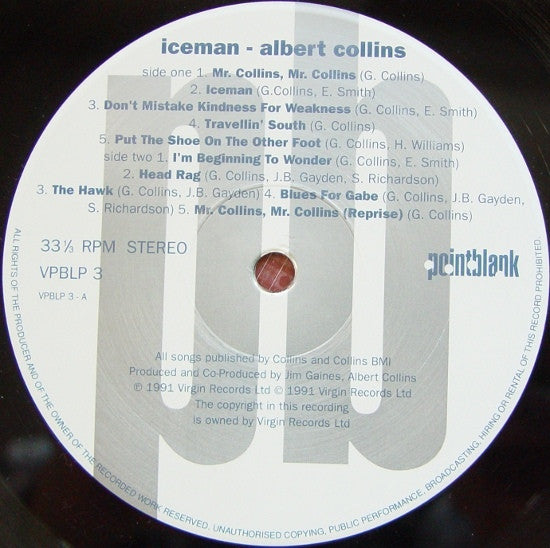 iceman - albert collins
side one 1. Mr. Collins, Mr. Collins (G. Collins)
2. Iceman (G.Collins, E. Smith)
3. Don't Mistake Kindness For Weakness (G. Collins, E. Smith)
4. Travellin' South (G. Collins)
5. Put The Shoe On The Other Foot (G. Collins, H. Williams)
side two 1. I'm Beginning To Wonder (G. Collins, E. Smith)
2. Head Rag (G. Collins, J.B. Gayden, S. Richardson)
3. The Hawk (G. Collins, J.B. Gayden) 4. Blues For Gabe (G. Collins, J.B. Gayden,
S. Richardson) 5. Mr. Collins, Mr. Collins (Reprise) (G. Collins)
33⅓ RPM STEREO
VPBLP 3
VPBLP 3 - A
pointblank
pb
All songs published by Collins and Collins BMI
Produced and Co-Produced by Jim Gaines, Albert Collins
℗ 1991 Virgin Records Ltd © 1991 Virgin Records Ltd
The copyright in this recording
is owned by Virgin Records Ltd
ALL RIGHTS OF THE PRODUCER AND OF THE OWNER OF THE RECORDED WORK RESERVED. UNAUTHORISED COPYING, PUBLIC PERFORMANCE, BROADCASTING, HIRING OR RENTAL OF THIS RECORD PROHIBITED.